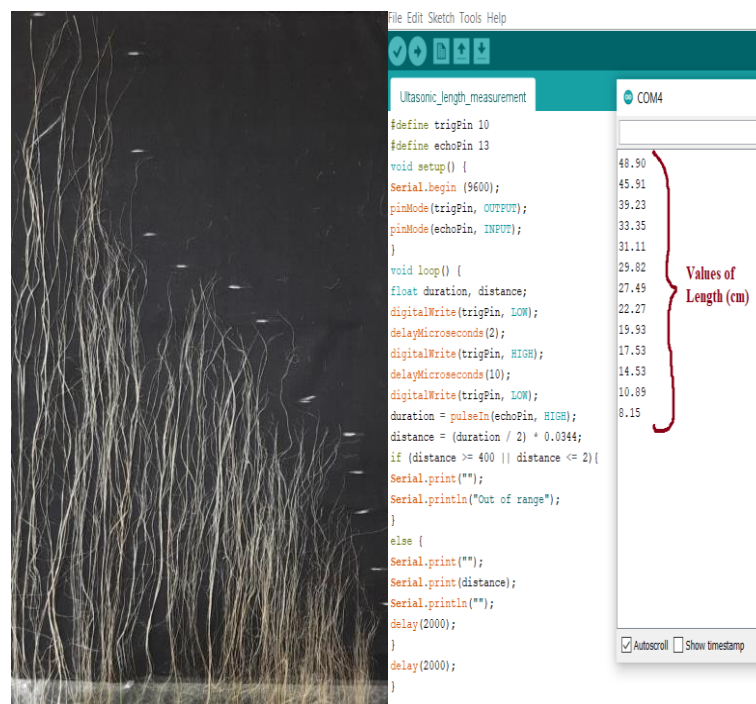 File Edit Sketch Tools Help
Ultasonic_length_measurement
#define trigPin 10
#define echoPin 13
void setup() {
Serial.begin (9600);
pinMode(trigPin, OUTPUT);
pinMode(echoPin, INPUT);
}
void loop() {
float duration, distance;
digitalWrite(trigPin, LOW);
delayMicroseconds(2);
digitalWrite(trigPin, HIGH);
delayMicroseconds(10);
digitalWrite(trigPin, LOW);
duration = pulseIn(echoPin, HIGH);
distance = (duration / 2) * 0.0344;
if (distance >= 400 || distance <= 2){
Serial.print("");
Serial.println("Out of range");
}
else {
Serial.print("");
Serial.print(distance);
Serial.println("");
delay(2000);
}
delay(2000);
}
COM4
48.90
45.91
39.23
33.35
31.11
29.82
27.49
22.27
19.93
17.53
14.53
10.89
8.15
Values of
Length (cm)
Autoscroll Show timestamp